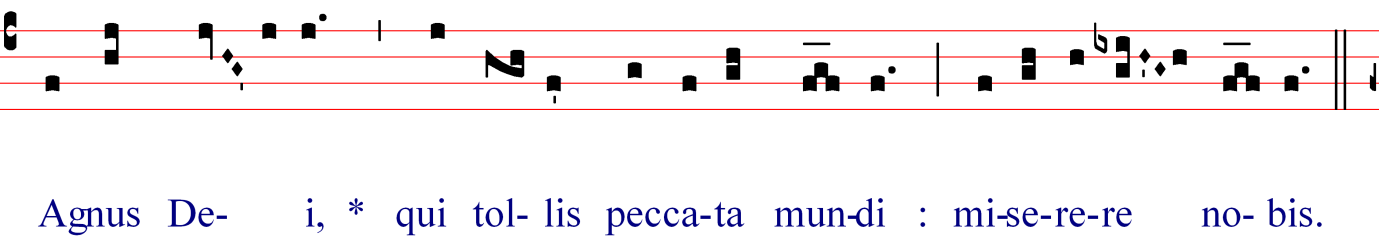 Agnus De- i, * qui tol- lis pecca-ta mun-di : mi-se-re-re no- bis.